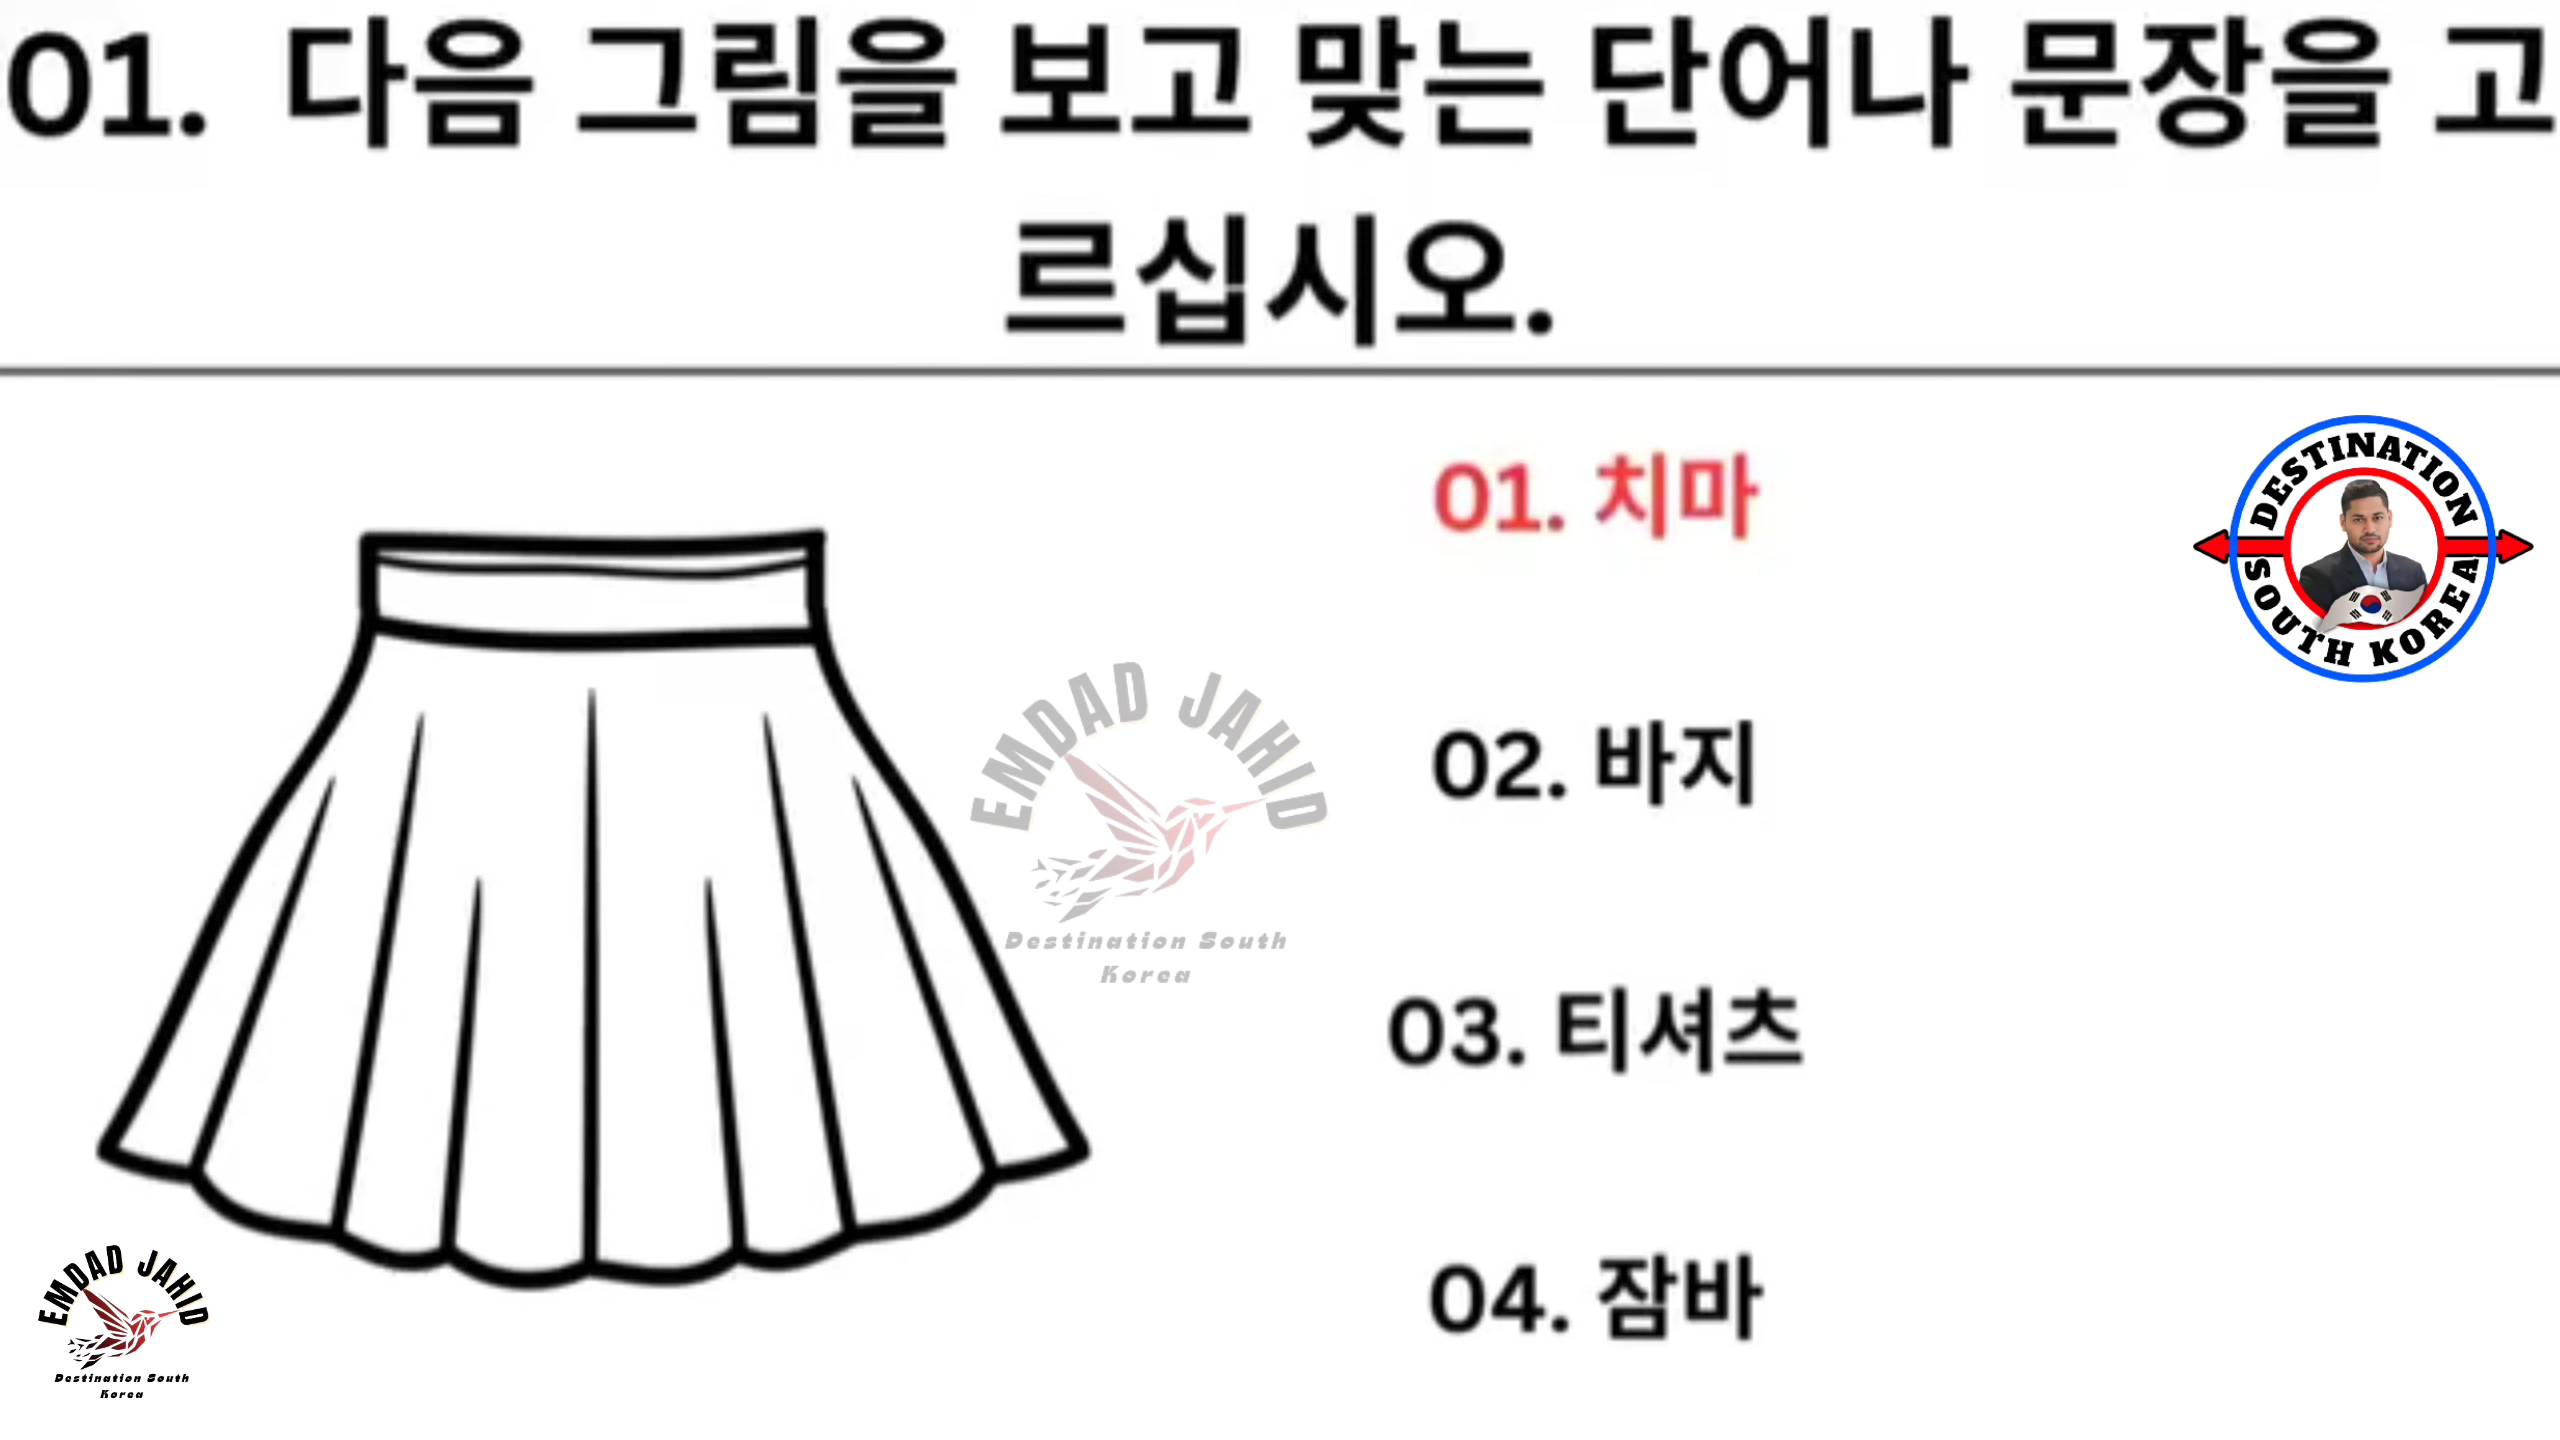 01. 다음 그림을 보고 맞는 단어나 문장을 고
르십시오.
01. 치마
DESTINATION
SOUTH KOREA
02. 바지
EMDAD JAHID
Destination South
Korea
03. 티셔츠
04. 잠바
EMDAD JAHID
Destination South
Korea